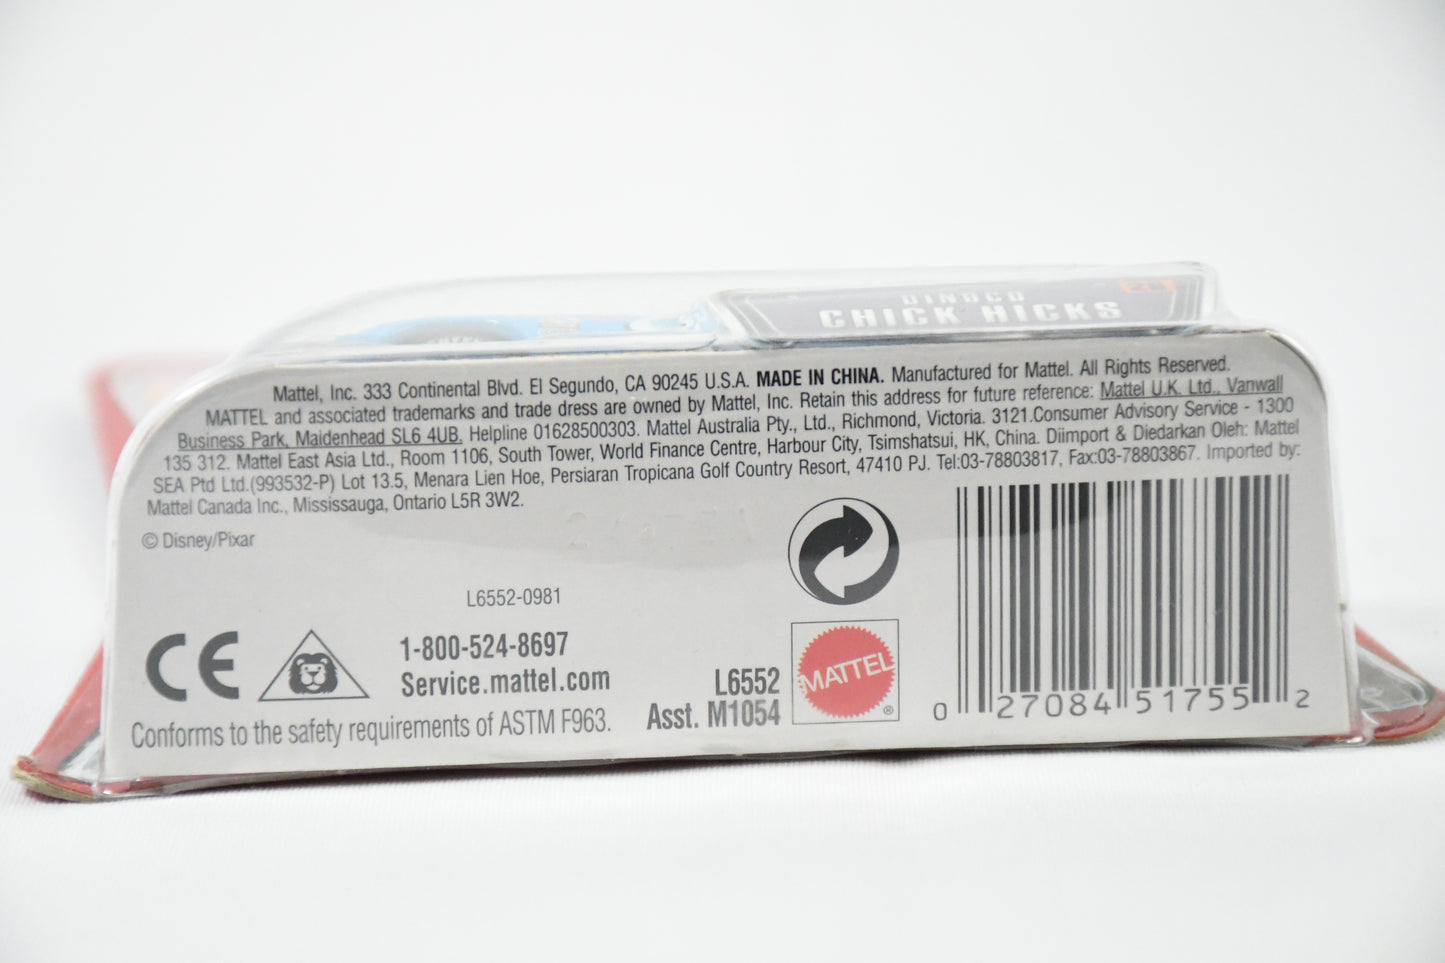 DINOCO
CHICK HICKS
Mattel, Inc. 333 Continental Blvd. El Segundo, CA 90245 U.S.A. MADE IN CHINA. Manufactured for Mattel. All Rights Reserved.
MATTEL and associated trademarks and trade dress are owned by Mattel, Inc. Retain this address for future reference: Mattel U.K. Ltd., Vanwall
Business Park, Maidenhead SL6 4UB. Helpline 01628500303. Mattel Australia Pty., Ltd., Richmond, Victoria. 3121.Consumer Advisory Service - 1300
135 312. Mattel East Asia Ltd., Room 1106, South Tower, World Finance Centre, Harbour City, Tsimshatsui, HK, China. Diimport & Diedarkan Oleh: Mattel
SEA Ptd Ltd.(993532-P) Lot 13.5, Menara Lien Hoe, Persiaran Tropicana Golf Country Resort, 47410 PJ. Tel:03-78803817, Fax:03-78803867. Imported by:
Mattel Canada Inc., Mississauga, Ontario L5R 3W2.
© Disney/Pixar
L6552-0981
CE
1-800-524-8697
Service.mattel.com
Conforms to the safety requirements of ASTM F963.
L6552
Asst. M1054
MATTEL
®
0 27084 51755 2